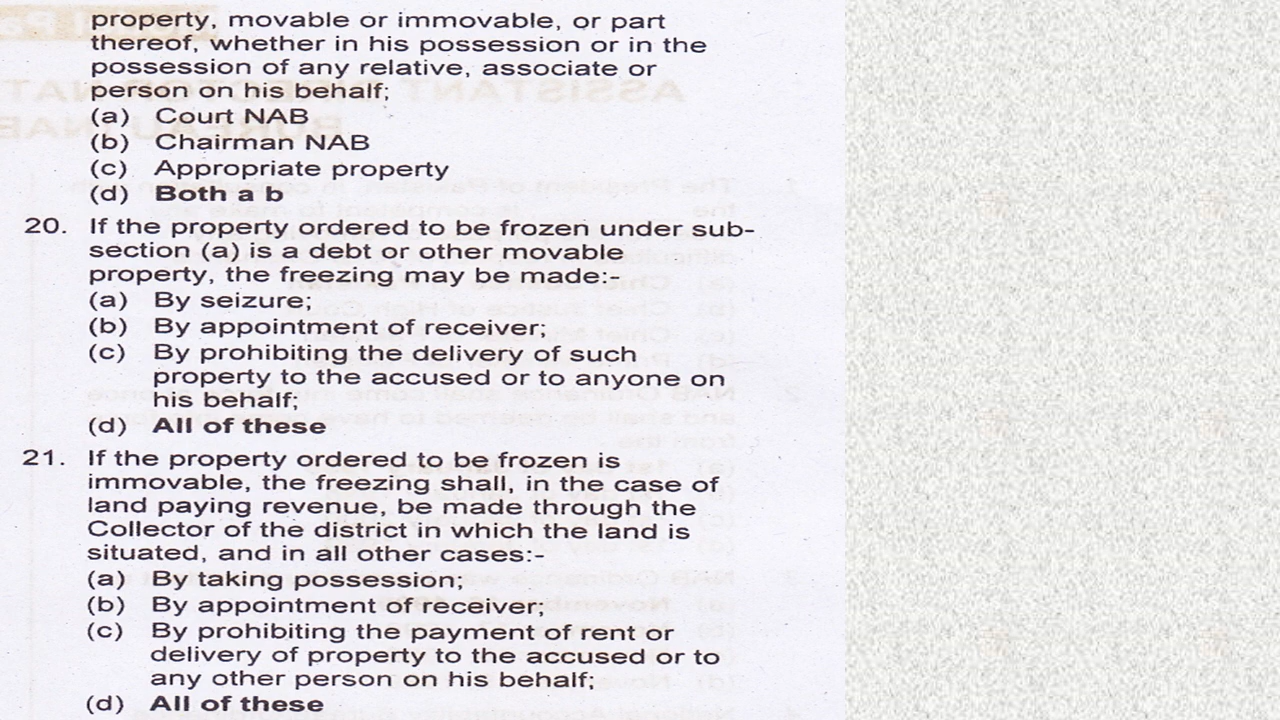 property, movable or immovable, or part
thereof, whether in his possession or in the
possession of any relative, associate or
person on his behalf;
(a) Court NAB
(b) Chairman NAB
(c) Appropriate property
(d) Both a b
20. If the property ordered to be frozen under sub-
section (a) is a debt or other movable
property, the freezing may be made:-
(a) By seizure;
(b) By appointment of receiver;
(c) By prohibiting the delivery of such
property to the accused or to anyone on
his behalf;
(d) All of these
21. If the property ordered to be frozen is
immovable, the freezing shall, in the case of
land paying revenue, be made through the
Collector of the district in which the land is
situated, and in all other cases:-
(a) By taking possession;
(b) By appointment of receiver;
(c) By prohibiting the payment of rent or
delivery of property to the accused or to
any other person on his behalf;
(d) All of these